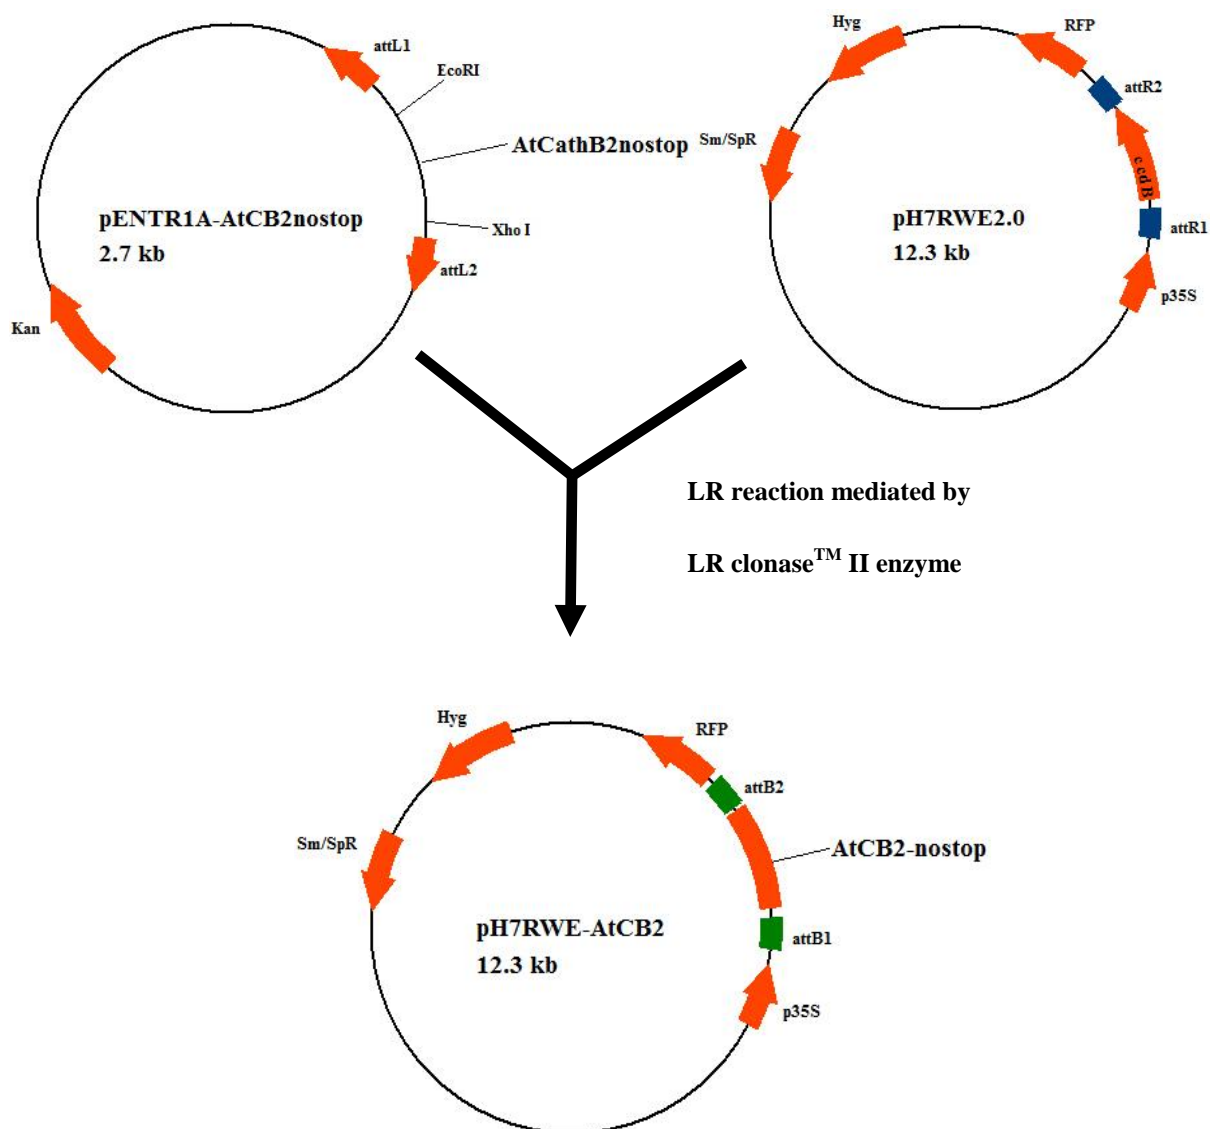 attL1
EcoRI
AtCathB2nostop
pENTR1A-AtCB2nostop
2.7 kb
Xho I
attL2
Kan
Hyg
RFP
attR2
Sm/SpR
ccdB
pH7RWE2.0
12.3 kb
attR1
p35S
LR reaction mediated by
LR clonase™ II enzyme
Hyg
RFP
attB2
Sm/SpR
AtCB2-nostop
pH7RWE-AtCB2
12.3 kb
attB1
p35S